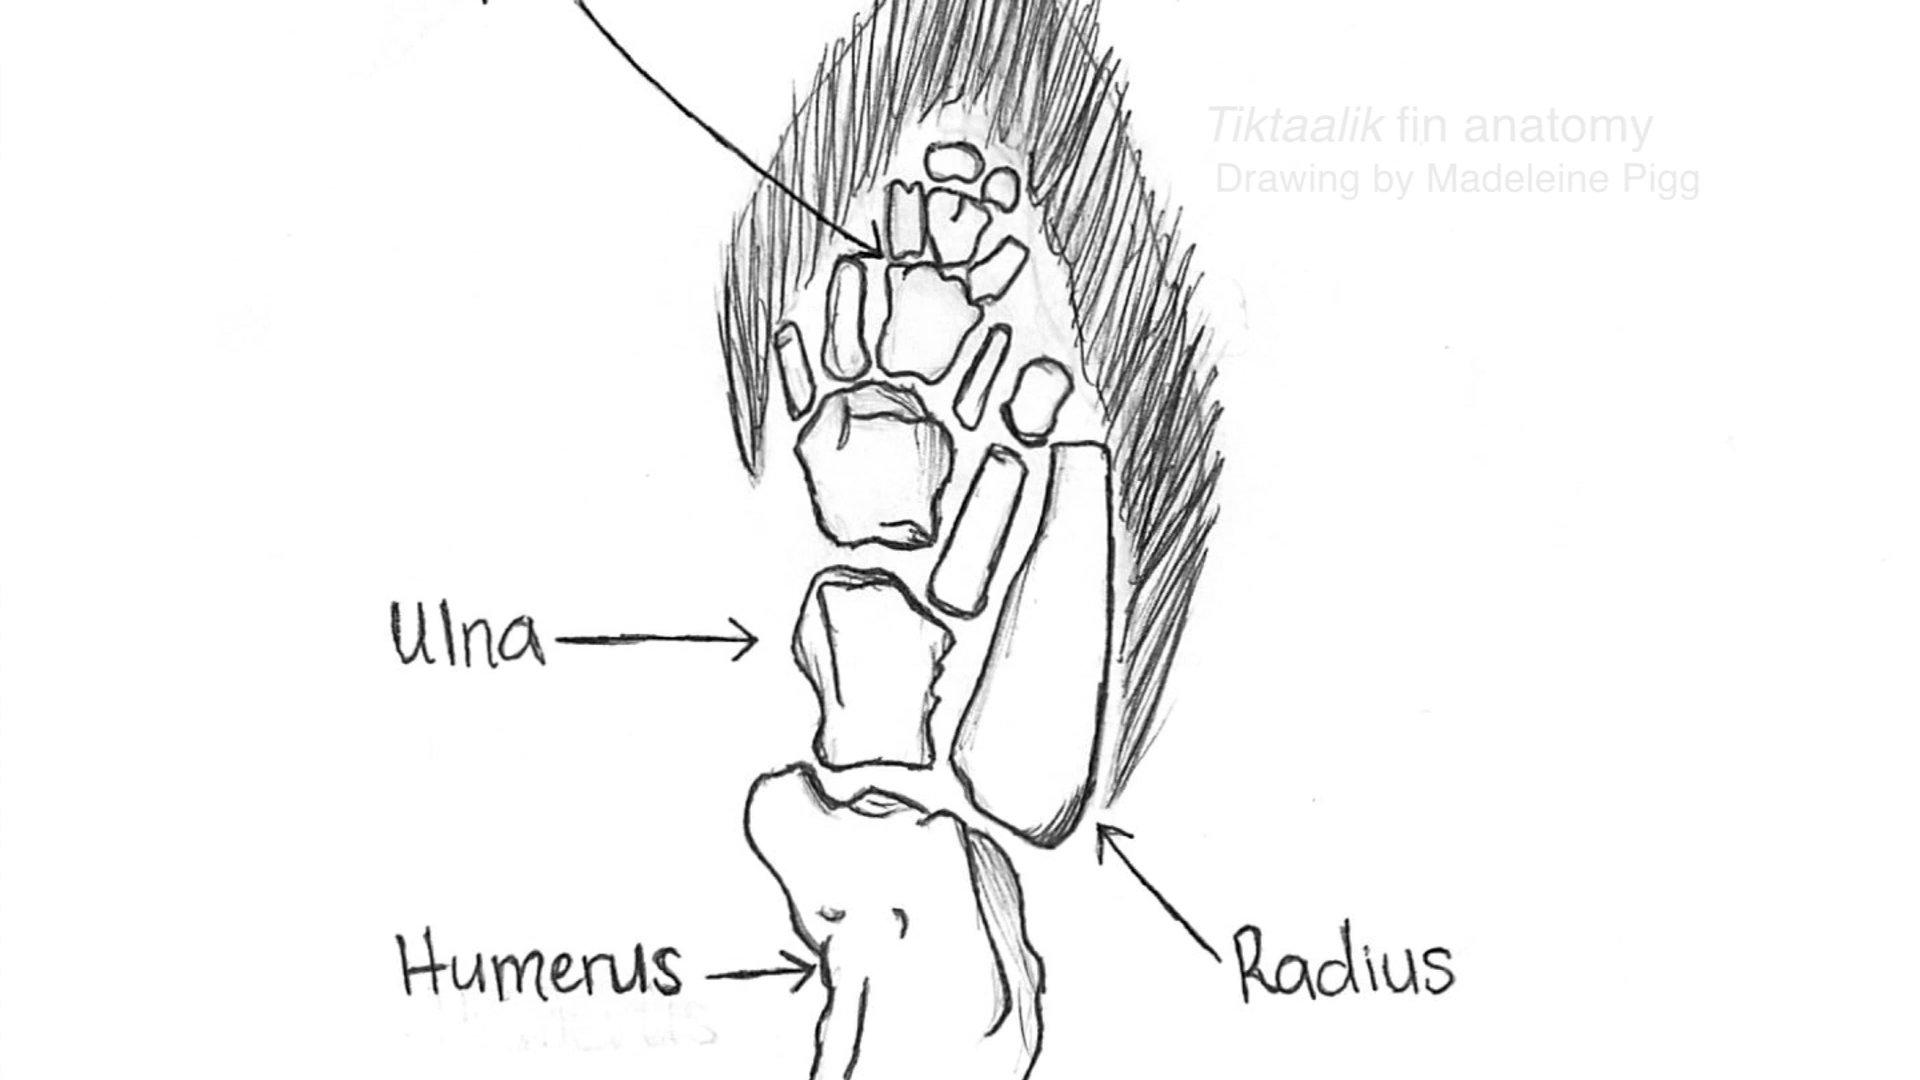 Tiktaalik fin anatomy
Drawing by Madeleine Pigg
Ulna
Humerus
Radius